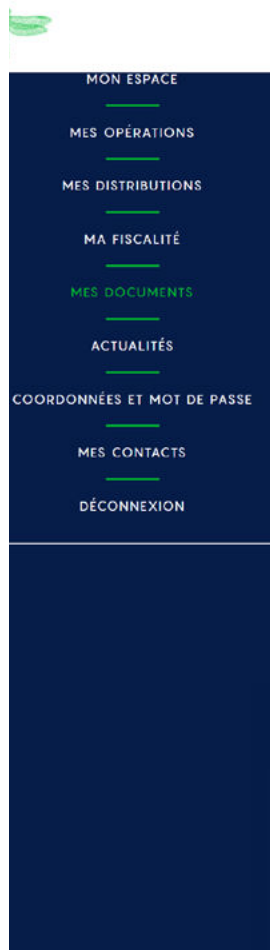 MON ESPACE
MES OPÉRATIONS
MES DISTRIBUTIONS
MA FISCALITÉ
MES DOCUMENTS
ACTUALITÉS
COORDONNÉES ET MOT DE PASSE
MES CONTACTS
DÉCONNEXION